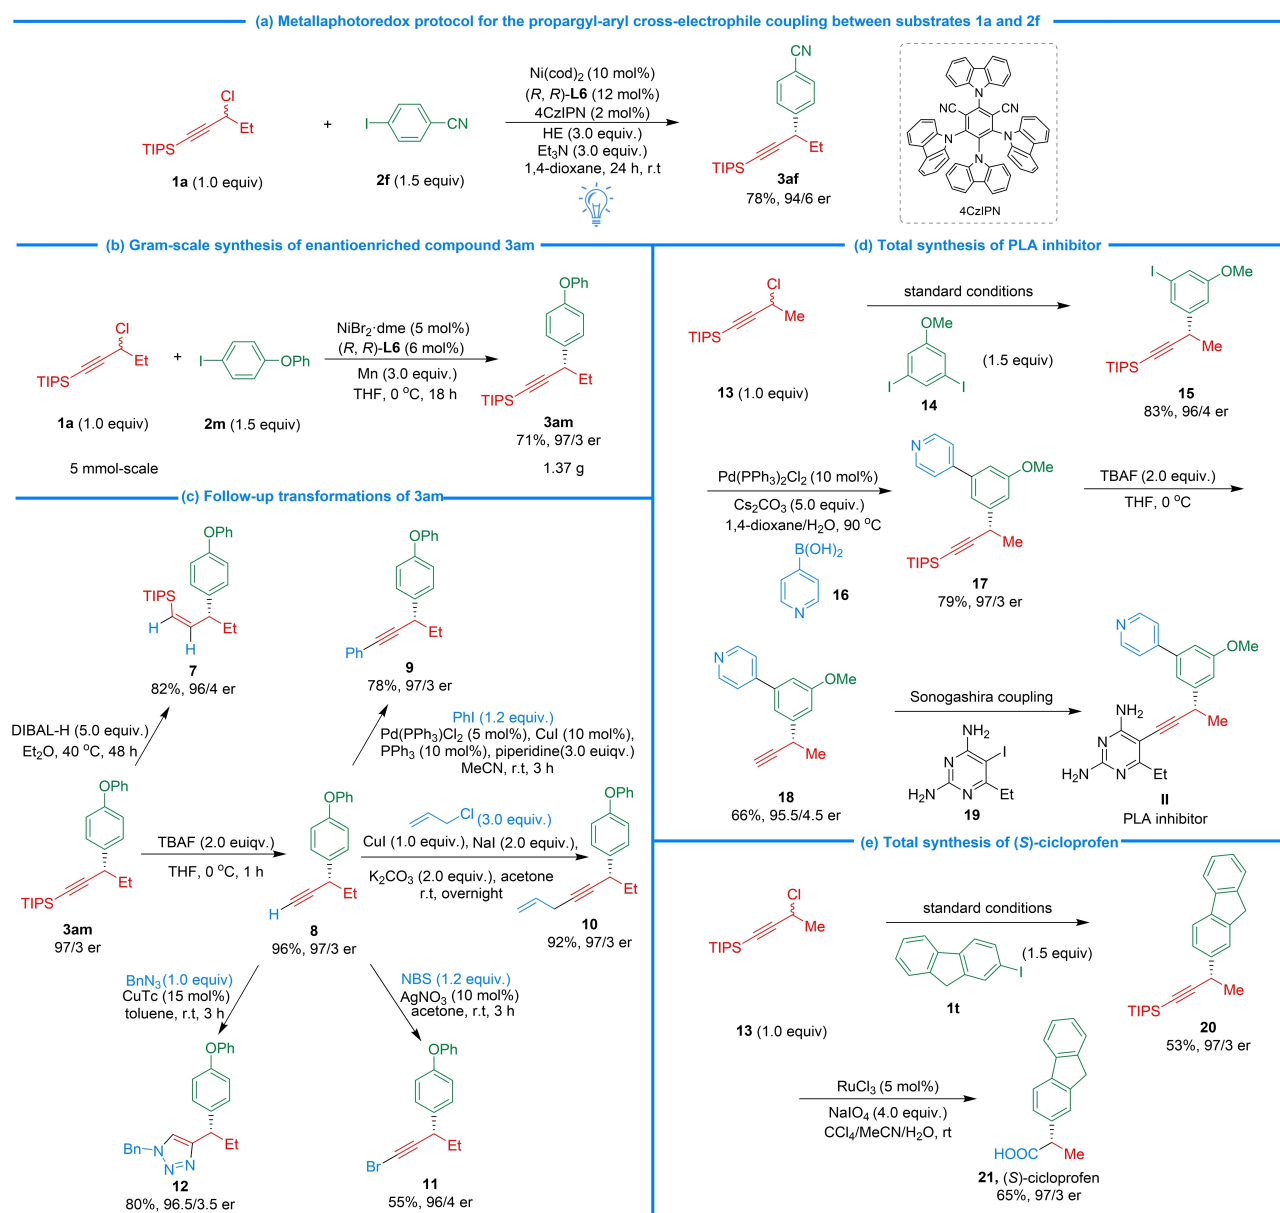 (a) Metallaphotoredox protocol for the propargyl-aryl cross-electrophile coupling between substrates 1a and 2f
Cl
Et
TIPS
1a (1.0 equiv)
+
I
CN
2f (1.5 equiv)
Ni(cod)2 (10 mol%)
(R, R)-L6 (12 mol%)
4CzIPN (2 mol%)
HE (3.0 equiv.)
Et3N (3.0 equiv.)
1,4-dioxane, 24 h, r.t
CN
Et
TIPS
3af
78%, 94/6 er
N
NC
CN
N
N
N
4CzIPN
(b) Gram-scale synthesis of enantioenriched compound 3am
Cl
Et
TIPS
1a (1.0 equiv)
+
I
OPh
2m (1.5 equiv)
NiBr2·dme (5 mol%)
(R, R)-L6 (6 mol%)
Mn (3.0 equiv.)
THF, 0 °C, 18 h
OPh
Et
TIPS
3am
71%, 97/3 er
5 mmol-scale
1.37 g
(c) Follow-up transformations of 3am
OPh
TIPS
H
Et
H
7
82%, 96/4 er
OPh
Et
Ph
9
78%, 97/3 er
DIBAL-H (5.0 equiv.)
Et2O, 40 °C, 48 h
PhI (1.2 equiv.)
Pd(PPh3)Cl2 (5 mol%), CuI (10 mol%),
PPh3 (10 mol%), piperidine(3.0 euiqv.)
MeCN, r.t, 3 h
OPh
Et
TIPS
3am
97/3 er
TBAF (2.0 euiqv.)
THF, 0 °C, 1 h
OPh
Et
H
8
96%, 97/3 er
Cl (3.0 equiv.)
CuI (1.0 equiv.), NaI (2.0 equiv.),
K2CO3 (2.0 equiv.), acetone
r.t, overnight
OPh
Et
10
92%, 97/3 er
BnN3 (1.0 equiv)
CuTc (15 mol%)
toluene, r.t, 3 h
NBS (1.2 equiv.)
AgNO3 (10 mol%)
acetone, r.t, 3 h
OPh
Et
Bn
N
N
N
12
80%, 96.5/3.5 er
OPh
Et
Br
11
55%, 96/4 er
(d) Total synthesis of PLA inhibitor
Cl
Me
TIPS
13 (1.0 equiv)
standard conditions
OMe
I
I
14
(1.5 equiv)
I
OMe
Me
TIPS
15
83%, 96/4 er
Pd(PPh3)2Cl2 (10 mol%)
Cs2CO3 (5.0 equiv.)
1,4-dioxane/H2O, 90 °C
B(OH)2
N
16
N
OMe
Me
TIPS
17
79%, 97/3 er
TBAF (2.0 equiv.)
THF, 0 °C
N
OMe
Me
18
66%, 95.5/4.5 er
Sonogashira coupling
NH2
I
N
H2N
N
Et
19
N
OMe
NH2
Me
N
H2N
N
Et
II
PLA inhibitor
(e) Total synthesis of (S)-cicloprofen
Cl
Me
TIPS
13 (1.0 equiv)
standard conditions
I
(1.5 equiv)
1t
Me
TIPS
20
53%, 97/3 er
RuCl3 (5 mol%)
NaIO4 (4.0 equiv.)
CCl4/MeCN/H2O, rt
HOOC
Me
21, (S)-cicloprofen
65%, 97/3 er